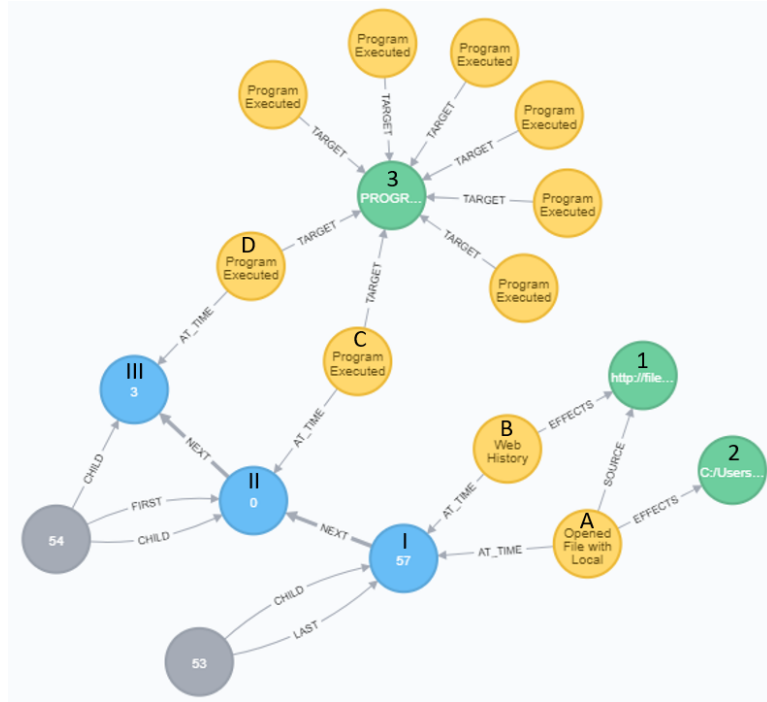 Program
Executed
Program
Executed
Program
Executed
Program
Executed
Program
Executed
Program
Executed
TARGET
TARGET
TARGET
TARGET
TARGET
TARGET
3
PROGR...
D
Program
Executed
TARGET
TARGET
C
Program
Executed
AT_TIME
AT_TIME
III
3
NEXT
CHILD
II
0
FIRST
CHILD
54
1
http://file...
EFFECTS
B
Web
History
SOURCE
2
C:/Users...
EFFECTS
AT_TIME
A
Opened
File with
Local
AT_TIME
NEXT
I
57
CHILD
LAST
53